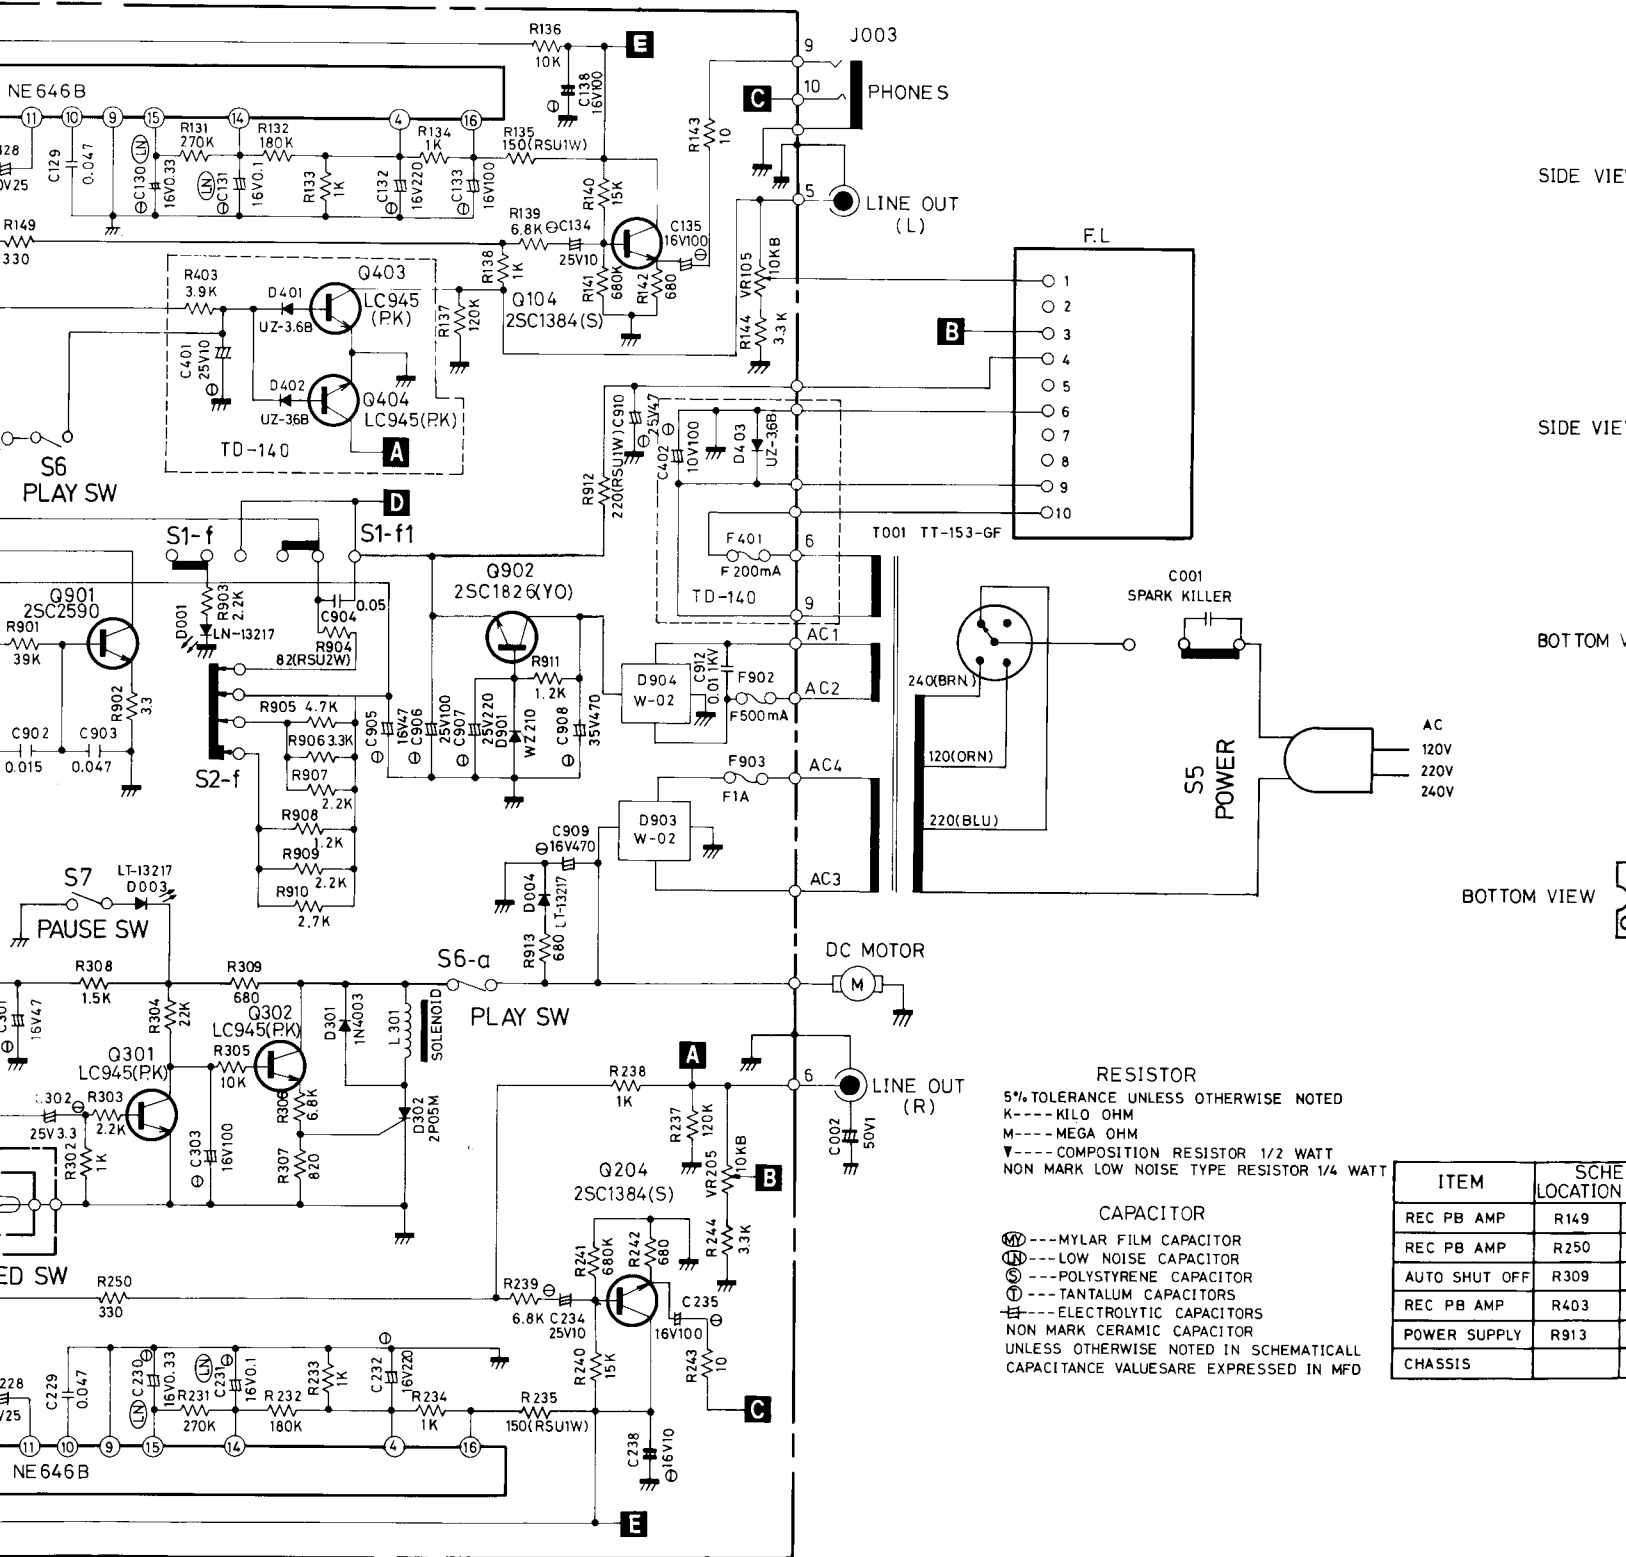 R136
10K
E
C138
16V100
9
J003
10
C
PHONES
R143
10
NE646B
11
10
9
15
14
4
16
C129
0.047
LN
C130
16V0.33
R131
270K
LN
C131
16V0.1
R132
180K
R133
1K
C132
16V220
R134
1K
C133
16V100
R135
150(RSU1W)
R140
15K
5
LINE OUT
(L)
R149
330
R139
6.8K
C134
25V10
R138
1K
C135
16V100
R141
680K
R142
680
Q104
2SC1384(S)
VR105
10KB
R144
3.3K
R137
120K
R403
3.9K
D401
UZ-3.6B
Q403
LC945
(P.K)
C401
25V10
D402
UZ-3.6B
Q404
LC945(P.K)
TD-140
A
F.L
1
2
3
4
5
6
7
8
9
10
B
SIDE VIE
SIDE VIE
BOTTOM V
BOTTOM VIEW
S6
PLAY SW
D
S1-f
S1-f1
R912
220(RSU1W)
C910
25V47
C402
10V100
D403
UZ-3.6B
F401
F200mA
TD-140
6
9
T001 TT-153-GF
Q901
2SC2590
R901
39K
R902
3.3
C902
0.015
C903
0.047
D001
LN-13217
R903
2.2K
C904
0.05
R904
82(RSU2W)
Q902
2SC1826(YO)
R911
1.2K
S2-f
R905 4.7K
R906 3.3K
R907
2.2K
R908
1.2K
R909
2.2K
R910
2.7K
C905
16V47
C906
25V100
C907
25V220
D901
WZ210
C908
35V470
D904
W-02
C912
0.01 1KV
F902
F500mA
AC1
AC2
F903
F1A
AC4
D903
W-02
AC3
C909
16V470
D004
LT-13217
R913
680
240(BRN)
120(ORN)
220(BLU)
C001
SPARK KILLER
S5
POWER
AC
120V
220V
240V
S7
PAUSE SW
LT-13217
D003
DC MOTOR
M
S6-a
PLAY SW
C301
16V47
R308
1.5K
R304
22K
R309
680
Q302
LC945(P.K)
D301
1N4003
L301
SOLENOID
Q301
LC945(P.K)
R305
10K
R306
6.8K
D302
2P05M
R307
820
C303
16V100
25V3.3
R303
2.2K
R302
1K
ED SW
A
R238
1K
R237
120K
VR205
10KB
B
R244
3.3K
6
LINE OUT
(R)
C002
50V1
RESISTOR
5% TOLERANCE UNLESS OTHERWISE NOTED
K----KILO OHM
M----MEGA OHM
▼----COMPOSITION RESISTOR 1/2 WATT
NON MARK LOW NOISE TYPE RESISTOR 1/4 WATT
CAPACITOR
MY---MYLAR FILM CAPACITOR
LN---LOW NOISE CAPACITOR
S---POLYSTYRENE CAPACITOR
T---TANTALUM CAPACITORS
---ELECTROLYTIC CAPACITORS
NON MARK CERAMIC CAPACITOR
UNLESS OTHERWISE NOTED IN SCHEMATICALL
CAPACITANCE VALUESARE EXPRESSED IN MFD
ITEM SCHE LOCATION
REC PB AMP R149
REC PB AMP R250
AUTO SHUT OFF R309
REC PB AMP R403
POWER SUPPLY R913
CHASSIS
Q204
2SC1384(S)
R250
330
R239
6.8K
C234
25V10
R241
680K
R242
680
C235
16V100
R243
10
R240
15K
C
C229
0.047
C230
16V0.33
LN
R231
270K
LN
C231
16V0.1
R232
180K
R233
1K
C232
16V220
R234
1K
R235
150(RSU1W)
C238
16V10
11
10
9
15
14
4
16
NE646B
E